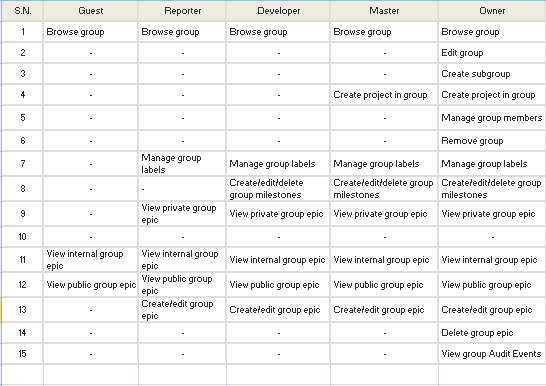 S.N. Guest Reporter Developer Master Owner
1 Browse group Browse group Browse group Browse group Browse group
2 - - - - Edit group
3 - - - - Create subgroup
4 - - - Create project in group Create project in group
5 - - - - Manage group members
6 - - - - Remove group
7 - Manage group labels Manage group labels Manage group labels Manage group labels
8 - - Create/edit/delete group milestones Create/edit/delete group milestones Create/edit/delete group milestones
9 - View private group epic View private group epic View private group epic View private group epic
10 - - - - -
11 View internal group epic View internal group epic View internal group epic View internal group epic View internal group epic
12 View public group epic View public group epic View public group epic View public group epic View public group epic
13 - Create/edit group epic Create/edit group epic Create/edit group epic Create/edit group epic
14 - - - - Delete group epic
15 - - - - View group Audit Events